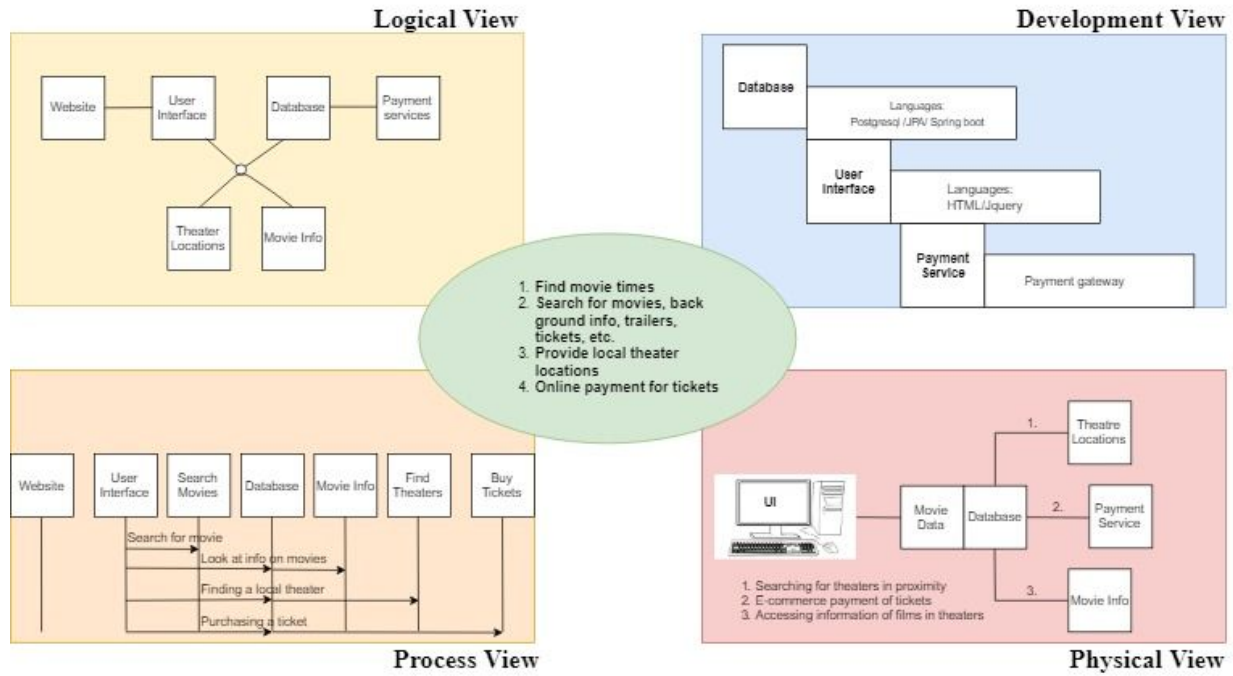 Logical View
Website
User
Interface
Database
Payment
services
Theater
Locations
Movie Info
Development View
Database
Languages:
Postgresql /JPA/ Spring boot
User
Interface
Languages:
HTML/Jquery
Payment
Service
Payment gateway
1. Find movie times
2. Search for movies, back
ground info, trailers,
tickets, etc.
3. Provide local theater
locations
4. Online payment for tickets
Website
User
Interface
Search
Movies
Database
Movie Info
Find
Theaters
Buy
Tickets
Search for movie
Look at info on movies
Finding a local theater
Purchasing a ticket
Process View
UI
Movie
Data
Database
1.
Theatre
Locations
2.
Payment
Service
3.
Movie Info
1. Searching for theaters in proximity
2. E-commerce payment of tickets
3. Accessing information of films in theaters
Physical View